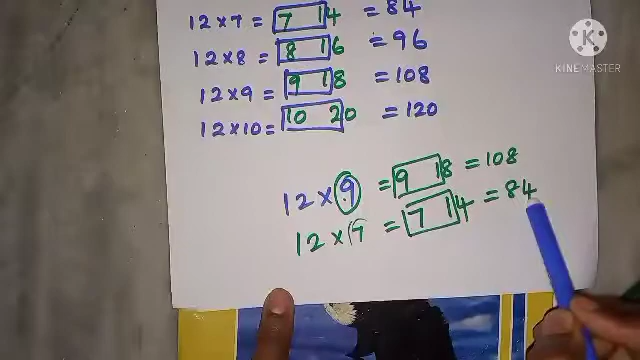 12 × 7 = 7 14 = 84
12 × 8 = 8 16 = 96
12 × 9 = 9 18 = 108
12 × 10 = 10 20 = 120
12 × 9 = 9 18 = 108
12 × 7 = 7 14 = 84
K
KINEMASTER